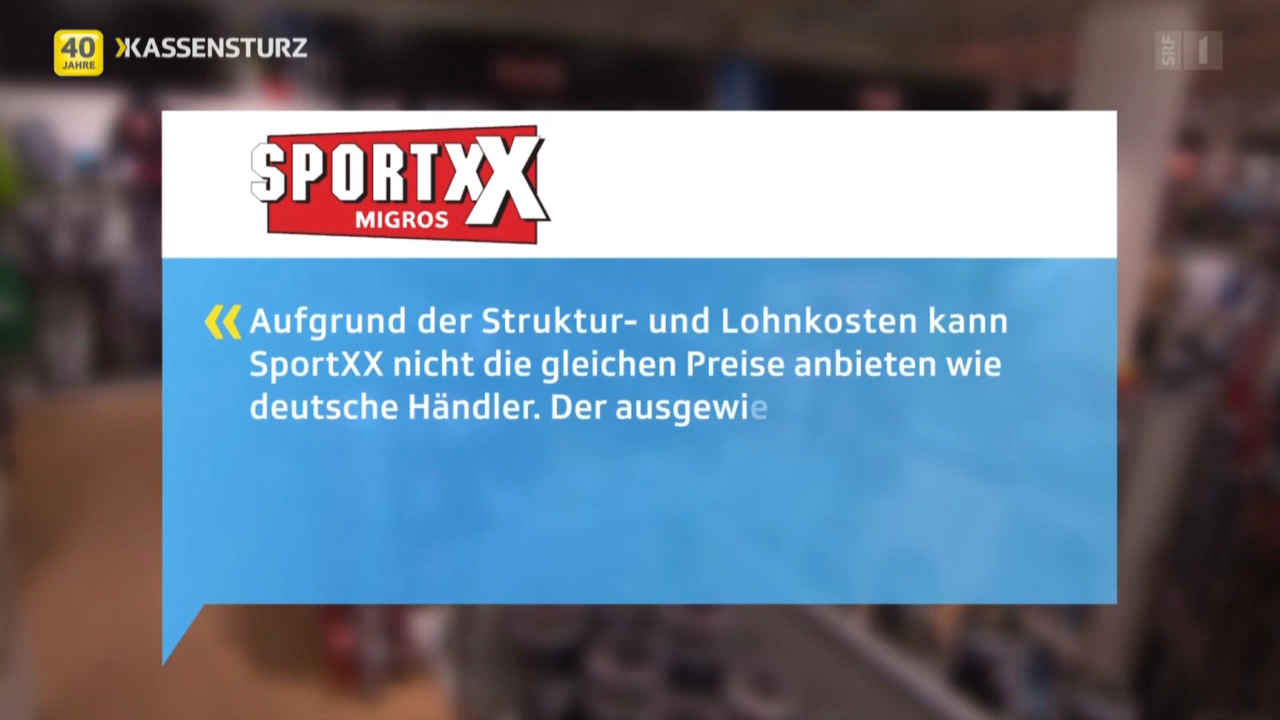 40
JAHRE
KASSENSTURZ
SRF 1
SPORTXX
MIGROS
«Aufgrund der Struktur- und Lohnkosten kann
SportXX nicht die gleichen Preise anbieten wie
deutsche Händler. Der ausgewie